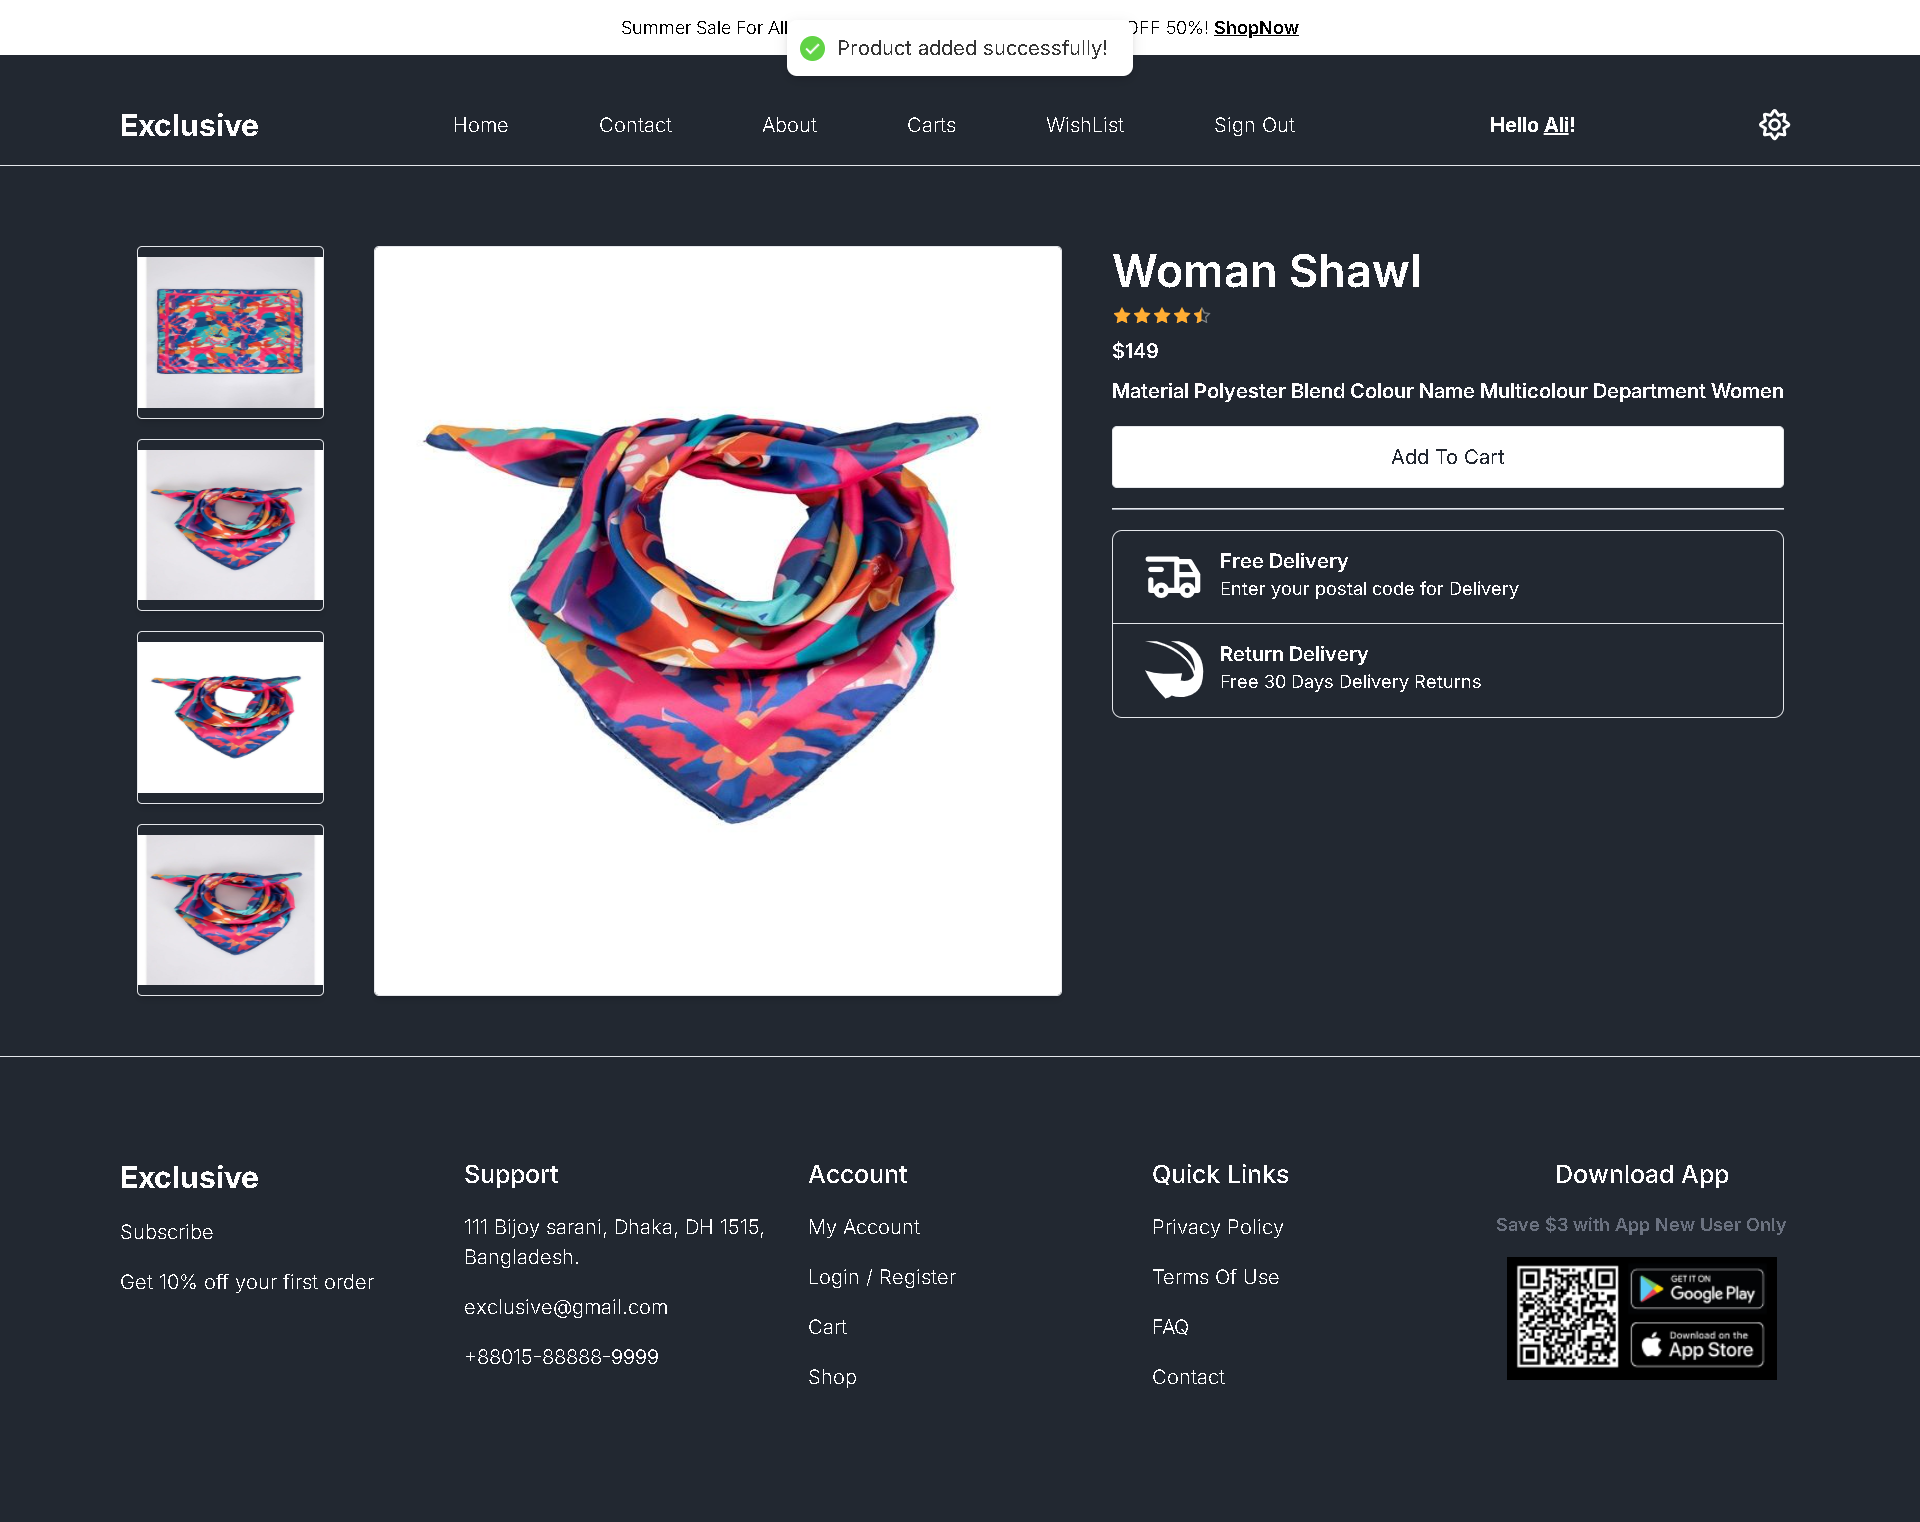 Summer Sale For All
OFF 50%! ShopNow
Product added successfully!
Exclusive
Home
Contact
About
Carts
WishList
Sign Out
Hello Ali!
Woman Shawl
$149
Material Polyester Blend Colour Name Multicolour Department Women
Add To Cart
Free Delivery
Enter your postal code for Delivery
Return Delivery
Free 30 Days Delivery Returns
Exclusive
Subscribe
Get 10% off your first order
Support
111 Bijoy sarani, Dhaka, DH 1515,
Bangladesh.
exclusive@gmail.com
+88015-88888-9999
Account
My Account
Login / Register
Cart
Shop
Quick Links
Privacy Policy
Terms Of Use
FAQ
Contact
Download App
Save $3 with App New User Only
GET IT ON
Google Play
Download on the
App Store